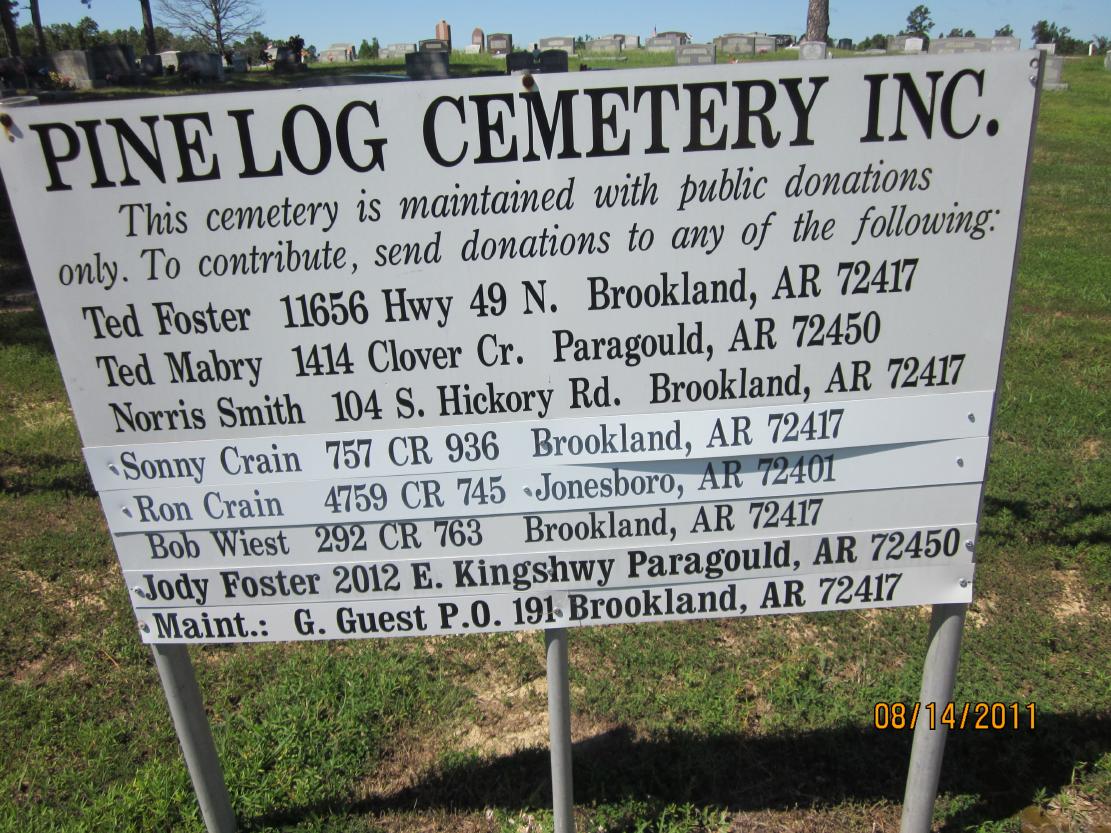 PINE LOG CEMETERY INC.
This cemetery is maintained with public donations
only. To contribute, send donations to any of the following:
Ted Foster 11656 Hwy 49 N. Brookland, AR 72417
Ted Mabry 1414 Clover Cr. Paragould, AR 72450
Norris Smith 104 S. Hickory Rd. Brookland, AR 72417
Sonny Crain 757 CR 936 Brookland, AR 72417
Ron Crain 4759 CR 745 Jonesboro, AR 72401
Bob Wiest 292 CR 763 Brookland, AR 72417
Jody Foster 2012 E. Kingshwy Paragould, AR 72450
Maint.: G. Guest P.O. 191 Brookland, AR 72417
08/14/2011